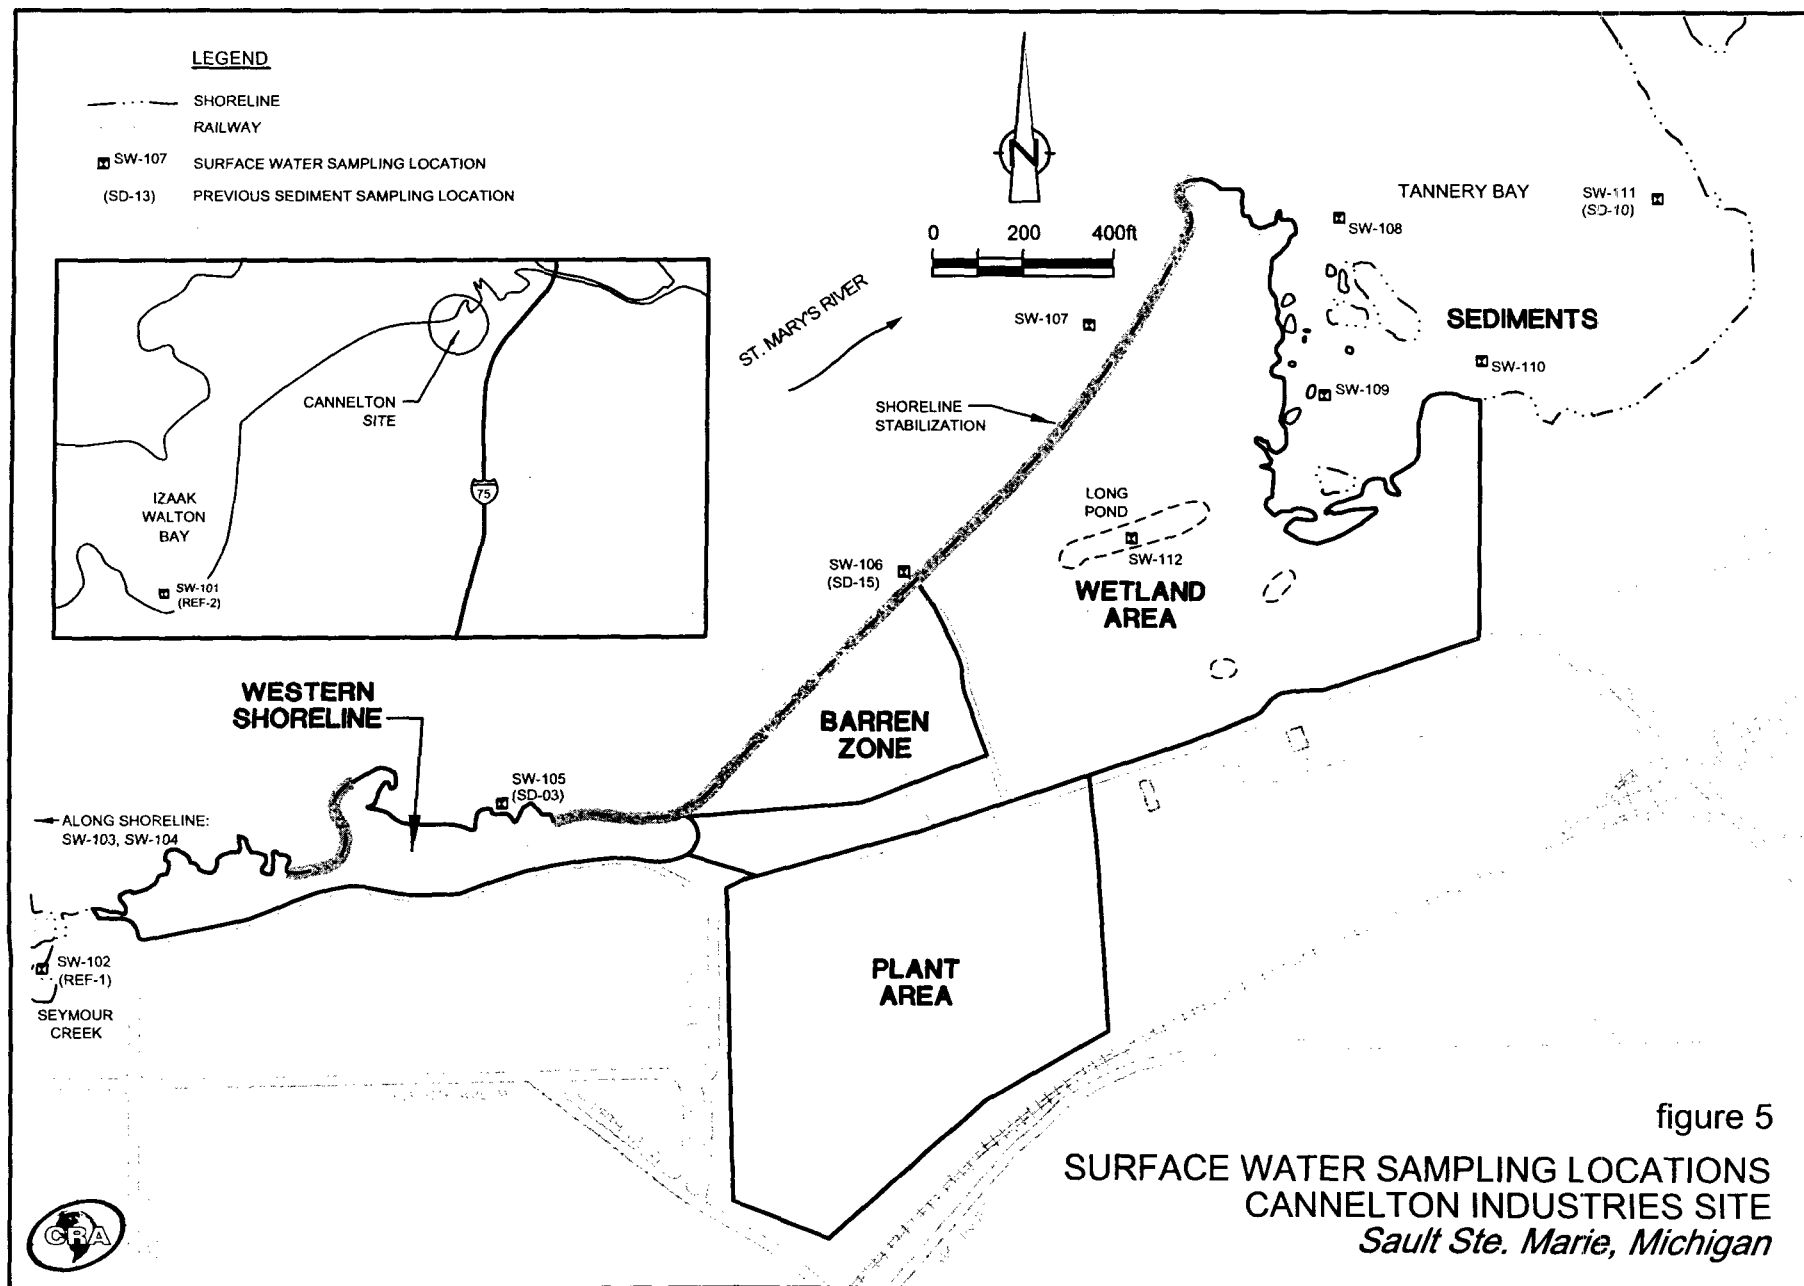 LEGEND
SHORELINE
RAILWAY
SW-107 SURFACE WATER SAMPLING LOCATION
(SD-13) PREVIOUS SEDIMENT SAMPLING LOCATION
N
0 200 400ft
TANNERY BAY
SW-111
(SD-10)
SW-108
ST. MARY'S RIVER
SW-107
SEDIMENTS
SW-110
SW-109
SHORELINE
STABILIZATION
CANNELTON
SITE
75
IZAAK
WALTON
BAY
SW-101
(REF-2)
LONG
POND
SW-112
SW-106
(SD-15)
WETLAND
AREA
WESTERN
SHORELINE
BARREN
ZONE
SW-105
(SD-03)
ALONG SHORELINE:
SW-103, SW-104
SW-102
(REF-1)
SEYMOUR
CREEK
PLANT
AREA
figure 5
SURFACE WATER SAMPLING LOCATIONS
CANNELTON INDUSTRIES SITE
Sault Ste. Marie, Michigan
CRA